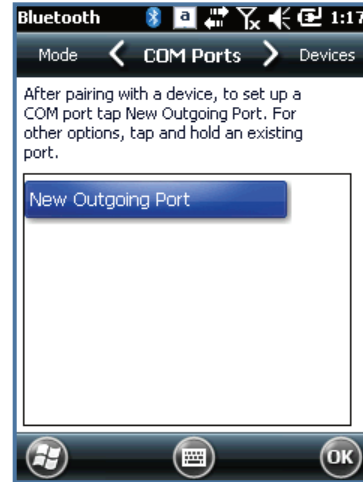 Bluetooth a 1:17
Mode COM Ports Devices
After pairing with a device, to set up a
COM port tap New Outgoing Port. For
other options, tap and hold an existing
port.
New Outgoing Port
OK